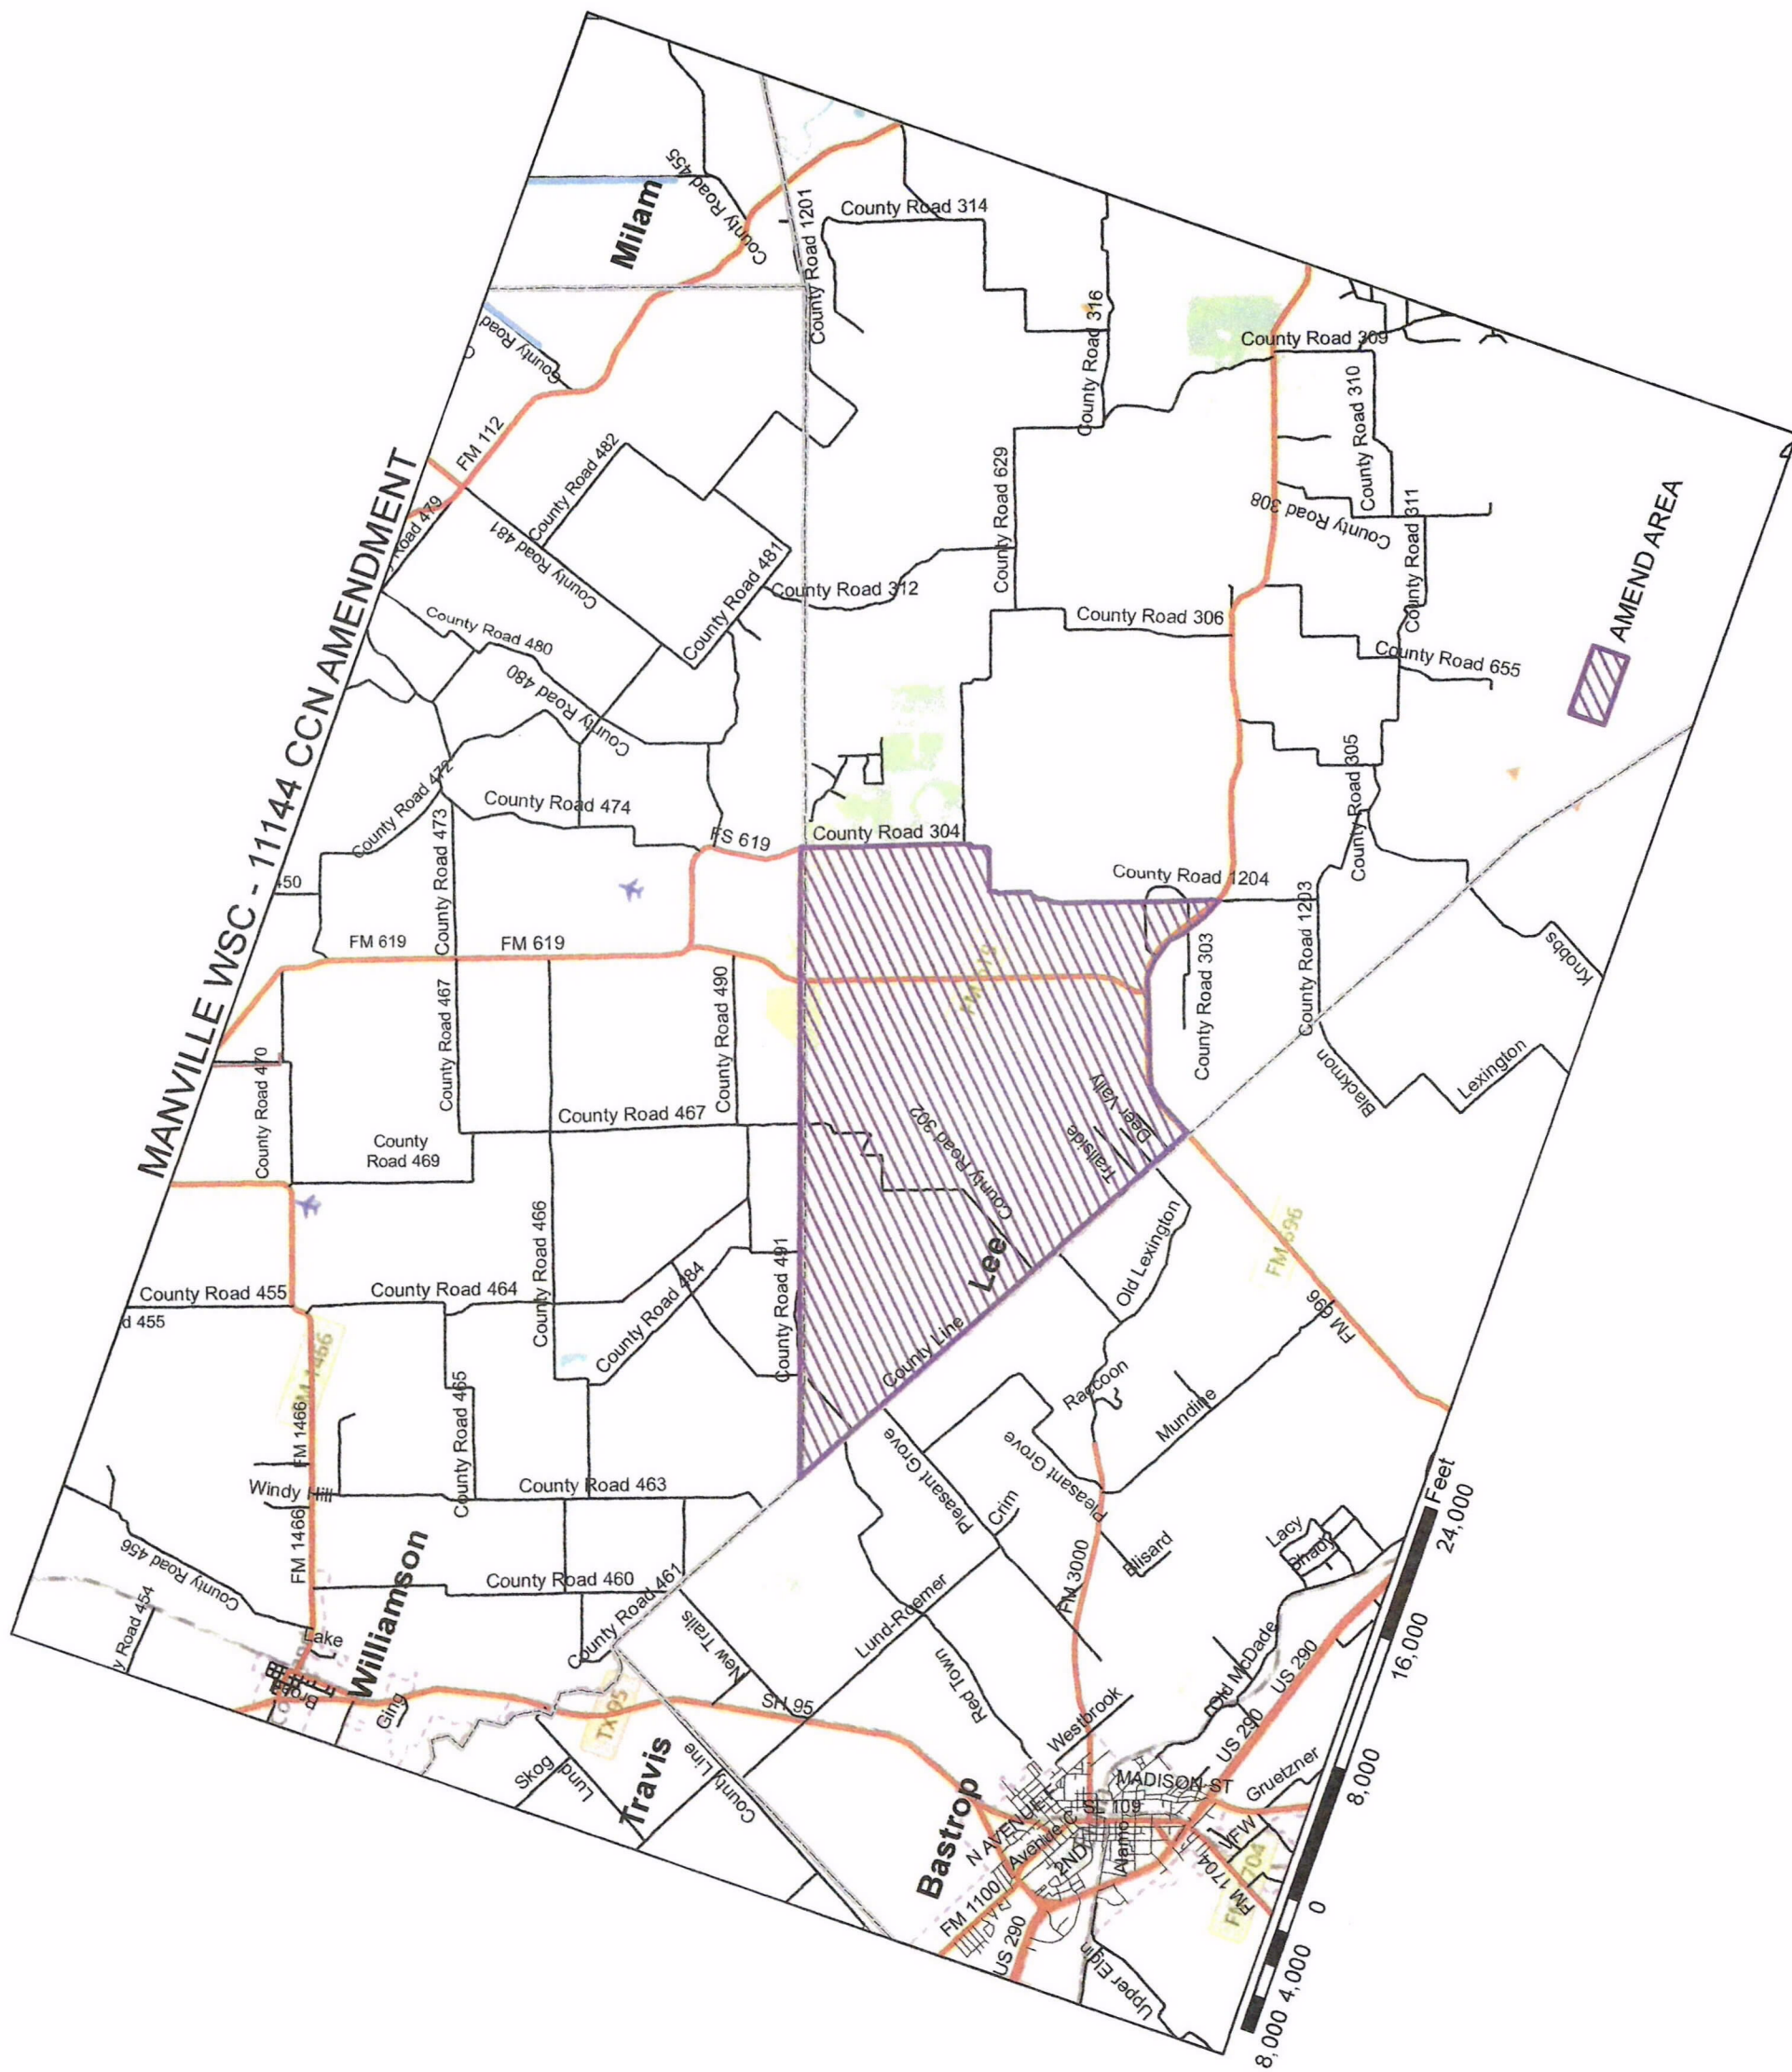 MANVILLE WSC - 11144 CCN AMENDMENT
Milam
County Road 455
County
County Road 1201
County Road 314
County Road 316
County Road
County Road 309
County Road 310
FM 112
County Road 482
Road 479
County Road 481
County Road 629
County Road 308
County Road 311
County Road 481
County Road 312
County Road 480
County Road 306
County Road 655
AMEND AREA
County Road 480
County Road 472
County Road 474
County Road 473
FS 619
County Road 304
County Road 305
County Road 1204
450
FM 619
FM 619
FM 619
County Road 1203
County Road 303
Knobbs
County Road 467
County Road 490
County Road 470
Blackmon
Lexington
County Road 467
County
Road 469
County Road 302
Deer Vally
Trailside
County Road 466
Old Lexington
FM 696
FM 696
Lee
County Road 491
County Road 455
d 455
County Road 464
County Road 484
County Line
FM 1466
FM 1466
County Road 465
Raccoon
Mundine
Pleasant Grove
Pleasant Grove
Windy Hill
County Road 463
Crim
FM 1466
County Road 456
County Road 460
County Road 461
Blisard
Lacy
Shady
FM 3000
y Road 454
Lake
Williamson
New Trails
Lund-Roemer
Red Town
Old McDade
US 290
Ging
TX 95
SH 95
Westbrook
US 290
Skog
Lund
Travis
County Line
MADISON ST
Gruetzner
Bastrop
N AVENUE
Avenue C
109
2ND
Alamo
VFW
FM 1704
FM 1100
US 290
Upper Elgin
8,000 4,000 0 8,000 16,000 24,000
Feet